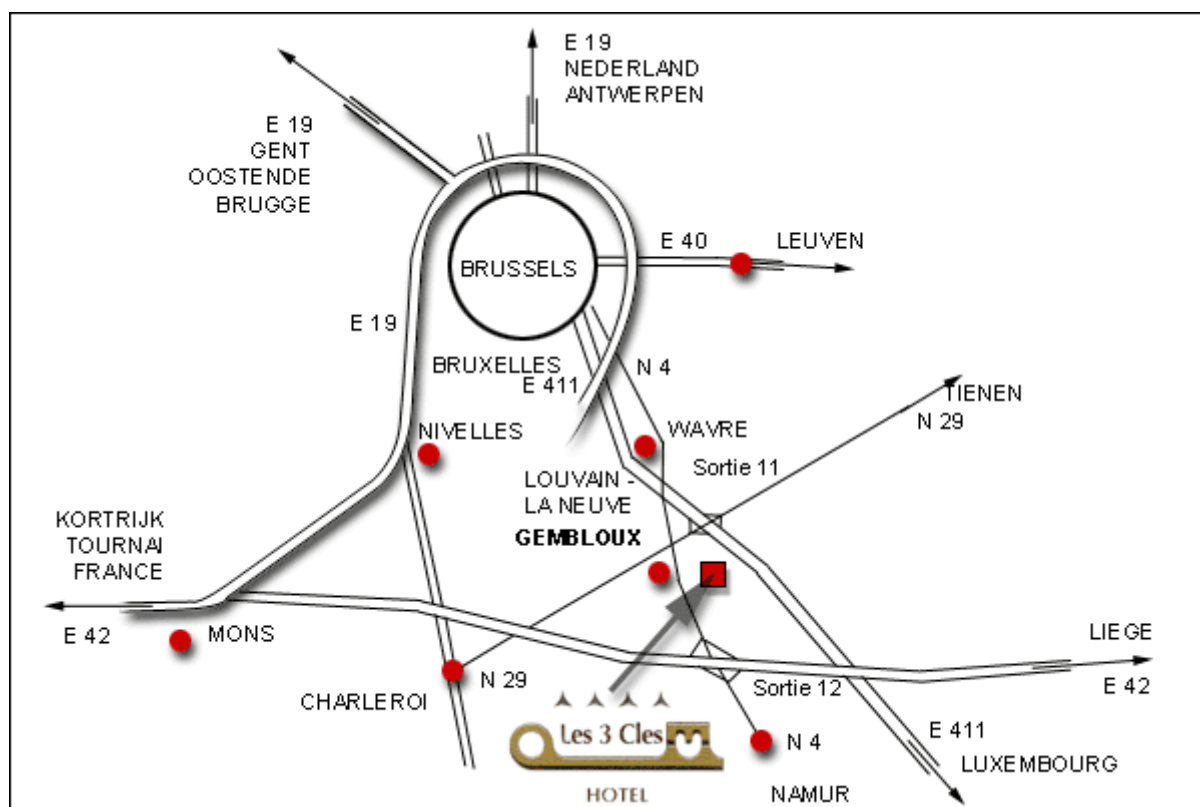 E 19
NEDERLAND
ANTWERPEN
E 19
GENT
OOSTENDE
BRUGGE
E 40
LEUVEN
BRUSSELS
E 19
BRUXELLES
N 4
E 411
TIENEN
N 29
NIVELLES
WAVRE
Sortie 11
LOUVAIN -
LA NEUVE
GEMBLOUX
KORTRIJK
TOURNAI
FRANCE
E 42
MONS
LIEGE
E 42
CHARLEROI
N 29
Sortie 12
Les 3 Cles
HOTEL
N 4
NAMUR
E 411
LUXEMBOURG